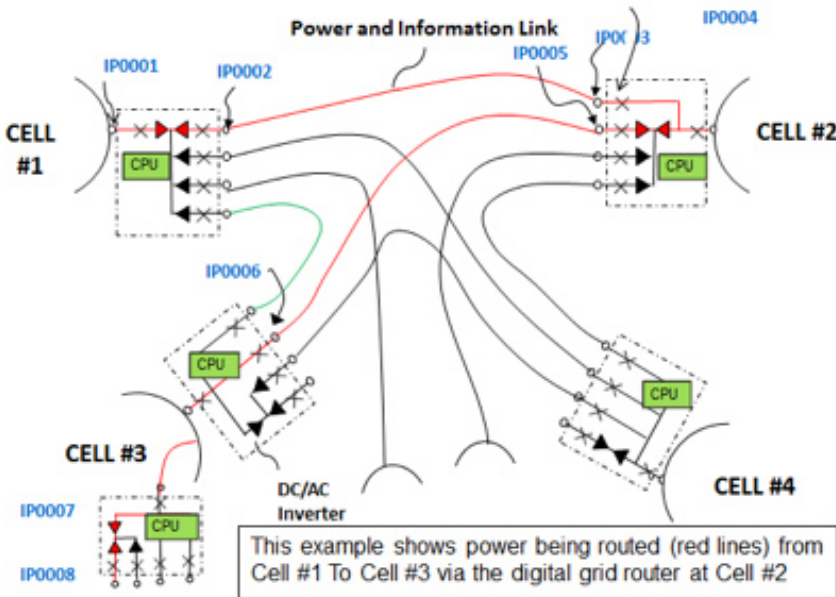 IP0004
Power and Information Link
IP0005
IP0003
IP0001
IP0002
CELL
#1
CPU
CELL
#2
CPU
IP0006
CPU
CPU
CELL #3
CELL #4
DC/AC
Inverter
IP0007
CPU
IP0008
This example shows power being routed (red lines) from
Cell #1 To Cell #3 via the digital grid router at Cell #2